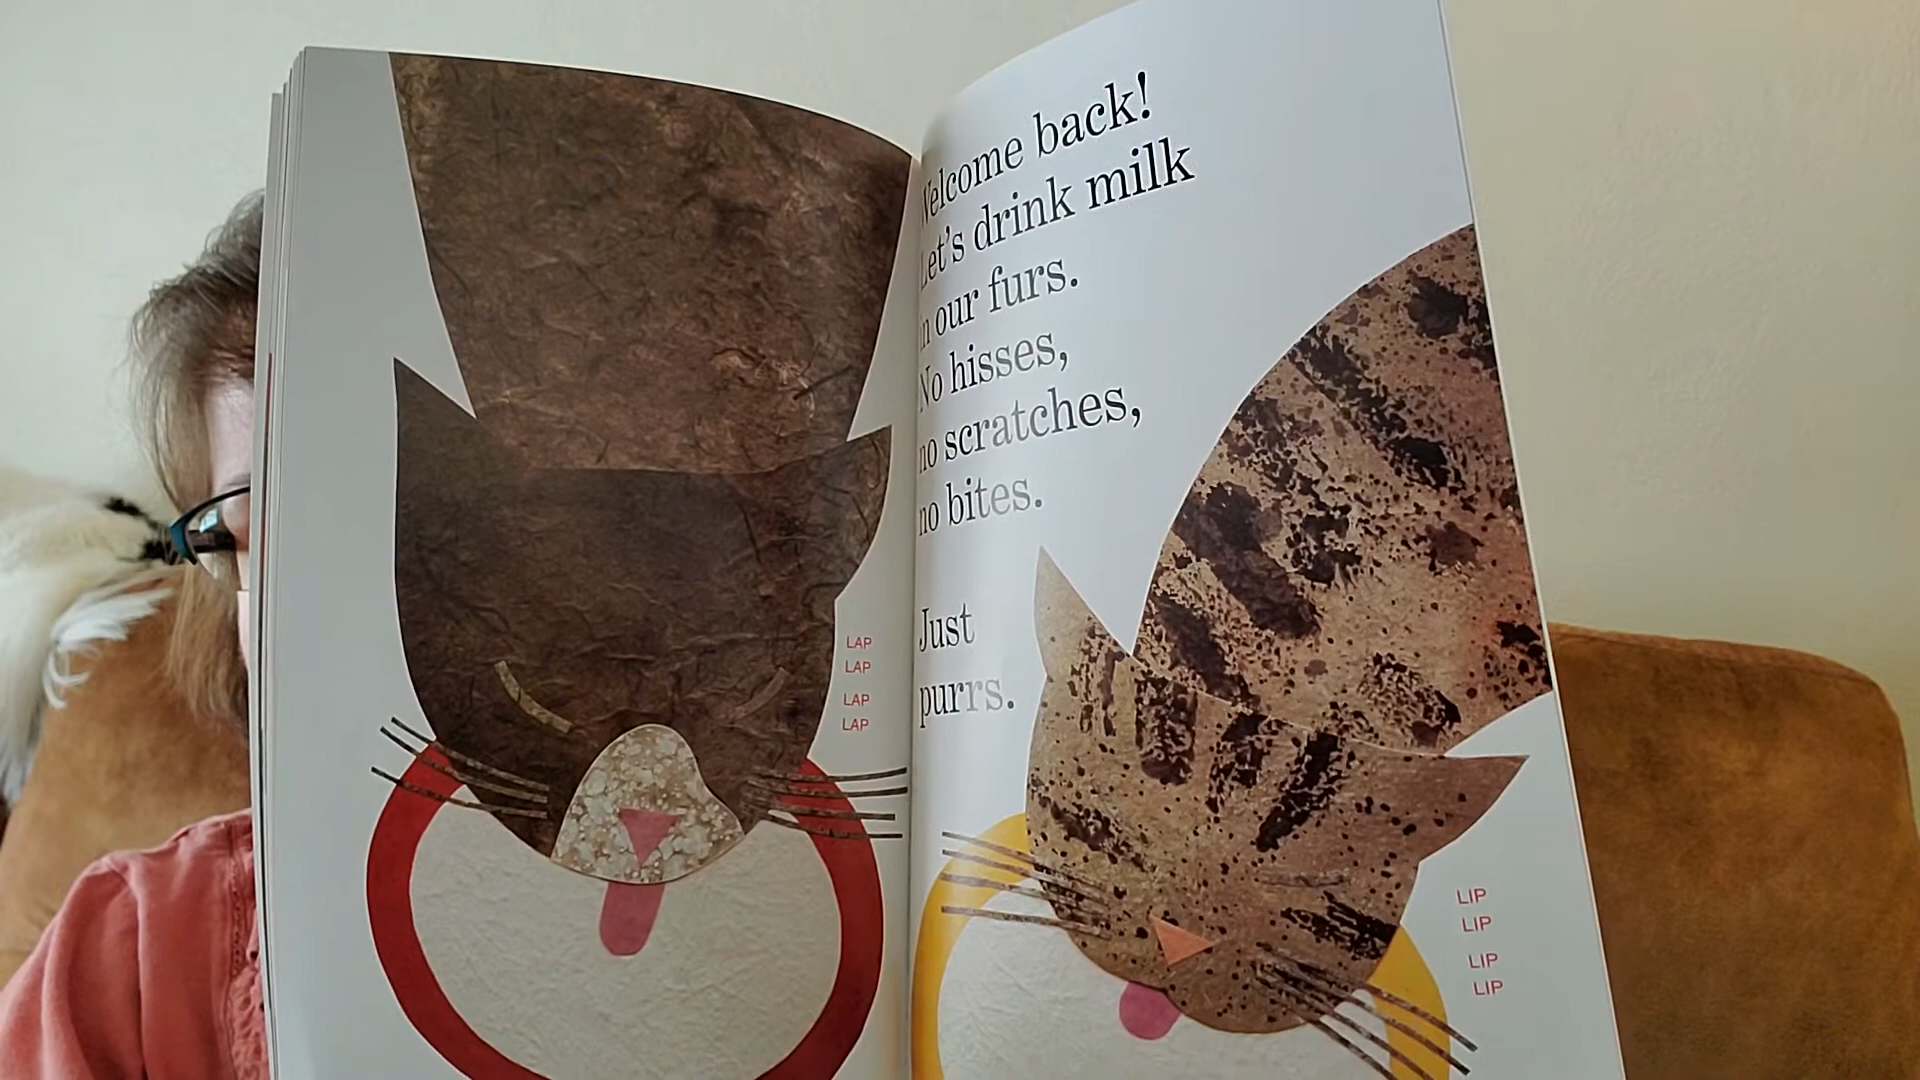 LAP
LAP
LAP
LAP
Welcome back!
Let's drink milk
in our furs.
No hisses,
no scratches,
no bites.
Just
purrs.
LIP
LIP
LIP
LIP